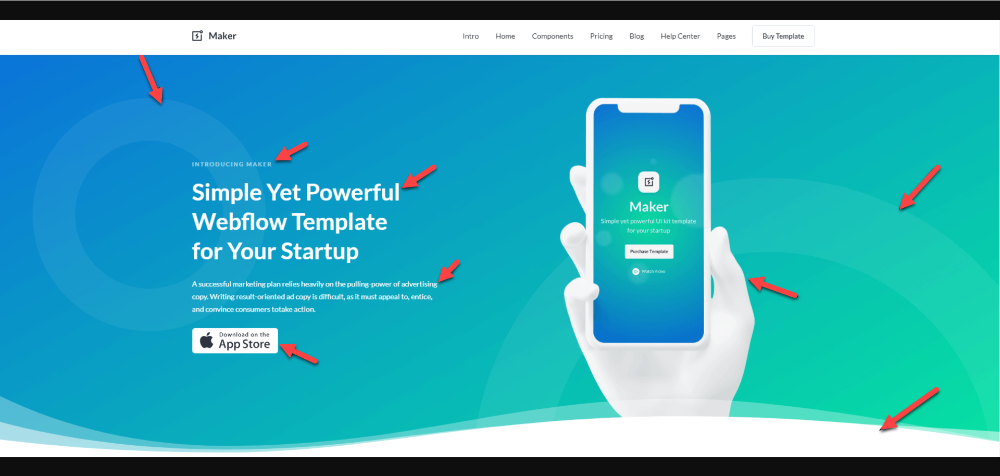 Maker
Intro Home Components Pricing Blog Help Center Pages Buy Template
INTRODUCING MAKER
Simple Yet Powerful
Webflow Template
for Your Startup
A successful marketing plan relies heavily on the pulling-power of advertising
copy. Writing result-oriented ad copy is difficult, as it must appeal to, entice,
and convince consumers totake action.
Download on the
App Store
Maker
Simple yet powerful UI kit template
for your startup
Purchase Template
Watch Video